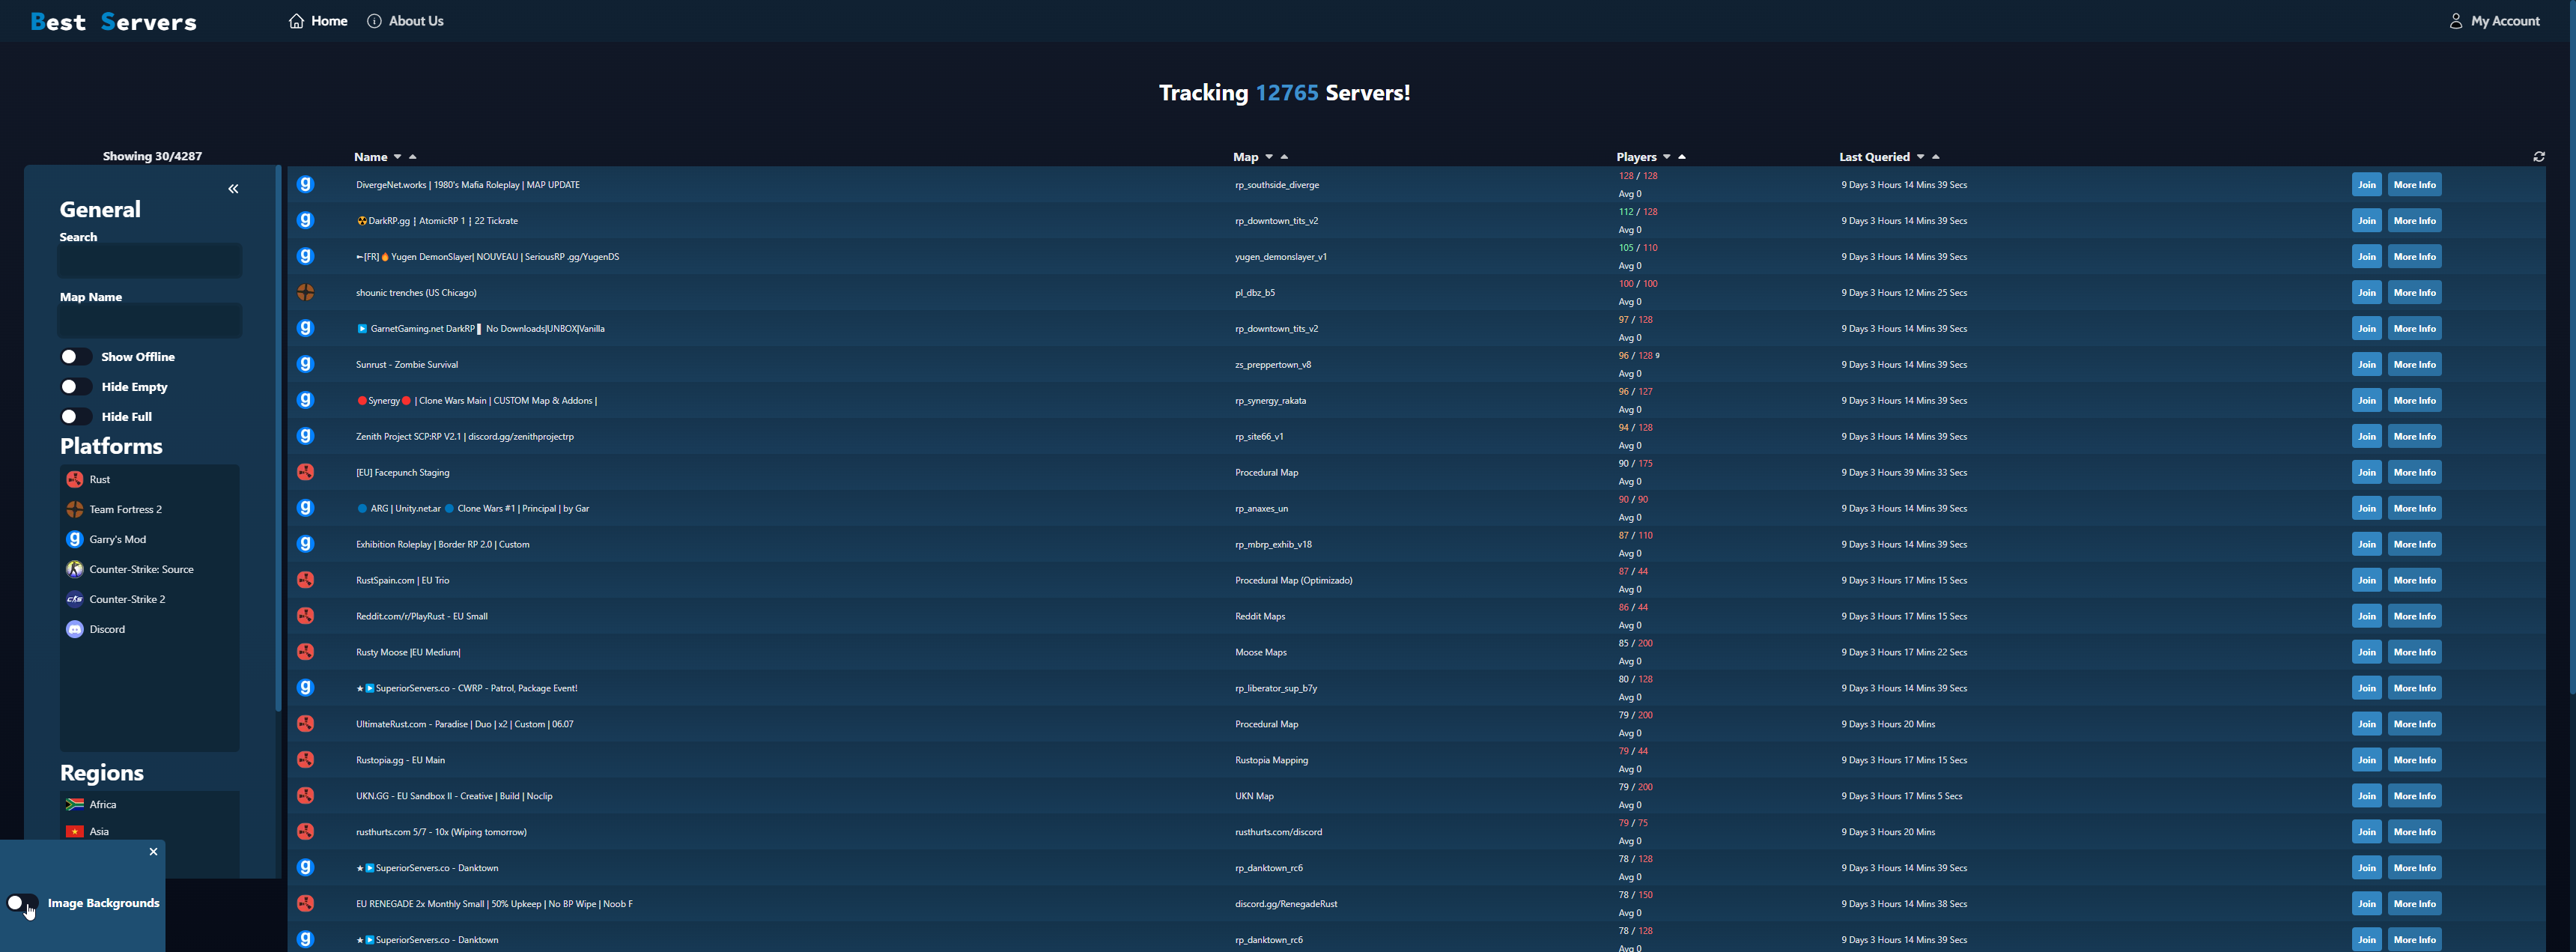 Best Servers
Home
About Us
My Account
Tracking 12765 Servers!
Showing 30/4287
General
Search
Map Name
Show Offline
Hide Empty
Hide Full
Platforms
Rust
Team Fortress 2
Garry's Mod
Counter-Strike: Source
Counter-Strike 2
Discord
Regions
Africa
Asia
Image Backgrounds
Name Map Players Last Queried
DivergeNet.works | 1980's Mafia Roleplay | MAP UPDATE rp_southside_diverge 128 / 128 9 Days 3 Hours 14 Mins 39 Secs Join More Info
Avg 0
☢DarkRP.gg ¦ AtomicRP 1 ¦ 22 Tickrate rp_downtown_tits_v2 112 / 128 9 Days 3 Hours 14 Mins 39 Secs Join More Info
Avg 0
[FR]🔥 Yugen DemonSlayer| NOUVEAU | SeriousRP .gg/YugenDS yugen_demonslayer_v1 105 / 110 9 Days 3 Hours 14 Mins 39 Secs Join More Info
Avg 0
shounic trenches (US Chicago) pl_dbz_b5 100 / 100 9 Days 3 Hours 12 Mins 25 Secs Join More Info
Avg 0
▶️ GarnetGaming.net DarkRP ▌ No Downloads|UNBOX|Vanilla rp_downtown_tits_v2 97 / 128 9 Days 3 Hours 14 Mins 39 Secs Join More Info
Avg 0
Sunrust - Zombie Survival zs_preppertown_v8 96 / 128 9 9 Days 3 Hours 14 Mins 39 Secs Join More Info
Avg 0
🔴Synergy🔴 | Clone Wars Main | CUSTOM Map & Addons | rp_synergy_rakata 96 / 127 9 Days 3 Hours 14 Mins 39 Secs Join More Info
Avg 0
Zenith Project SCP:RP V2.1 | discord.gg/zenithprojectrp rp_site66_v1 94 / 128 9 Days 3 Hours 14 Mins 39 Secs Join More Info
Avg 0
[EU] Facepunch Staging Procedural Map 90 / 175 9 Days 3 Hours 39 Mins 33 Secs Join More Info
Avg 0
🔵 ARG | Unity.net.ar 🔵 Clone Wars #1 | Principal | by Gar rp_anaxes_un 90 / 90 9 Days 3 Hours 14 Mins 39 Secs Join More Info
Avg 0
Exhibition Roleplay | Border RP 2.0 | Custom rp_mbrp_exhib_v18 87 / 110 9 Days 3 Hours 14 Mins 39 Secs Join More Info
Avg 0
RustSpain.com | EU Trio Procedural Map (Optimizado) 87 / 44 9 Days 3 Hours 17 Mins 15 Secs Join More Info
Avg 0
Reddit.com/r/PlayRust - EU Small Reddit Maps 86 / 44 9 Days 3 Hours 17 Mins 15 Secs Join More Info
Avg 0
Rusty Moose |EU Medium| Moose Maps 85 / 200 9 Days 3 Hours 17 Mins 22 Secs Join More Info
Avg 0
★▶️SuperiorServers.co - CWRP - Patrol, Package Event! rp_liberator_sup_b7y 80 / 128 9 Days 3 Hours 14 Mins 39 Secs Join More Info
Avg 0
UltimateRust.com - Paradise | Duo | x2 | Custom | 06.07 Procedural Map 79 / 200 9 Days 3 Hours 20 Mins Join More Info
Avg 0
Rustopia.gg - EU Main Rustopia Mapping 79 / 44 9 Days 3 Hours 17 Mins 15 Secs Join More Info
Avg 0
UKN.GG - EU Sandbox II - Creative | Build | Noclip UKN Map 79 / 200 9 Days 3 Hours 17 Mins 5 Secs Join More Info
Avg 0
rusthurts.com 5/7 - 10x (Wiping tomorrow) rusthurts.com/discord 79 / 75 9 Days 3 Hours 20 Mins Join More Info
Avg 0
★▶️SuperiorServers.co - Danktown rp_danktown_rc6 78 / 128 9 Days 3 Hours 14 Mins 39 Secs Join More Info
Avg 0
EU RENEGADE 2x Monthly Small | 50% Upkeep | No BP Wipe | Noob F discord.gg/RenegadeRust 78 / 150 9 Days 3 Hours 14 Mins 38 Secs Join More Info
Avg 0
★▶️SuperiorServers.co - Danktown rp_danktown_rc6 78 / 128 9 Days 3 Hours 14 Mins 39 Secs Join More Info
Avg 0